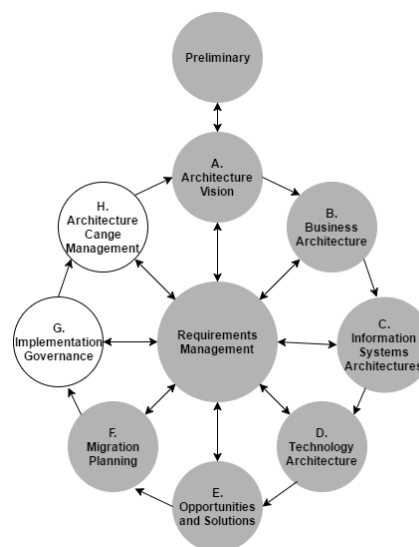 Preliminary
A.
Architecture
Vision
B.
Business
Architecture
C.
Information
Systems
Architectures
D.
Technology
Architecture
E.
Opportunities
and Solutions
F.
Migration
Planning
G.
Implementation
Governance
H.
Architecture
Cange
Management
Requirements
Management